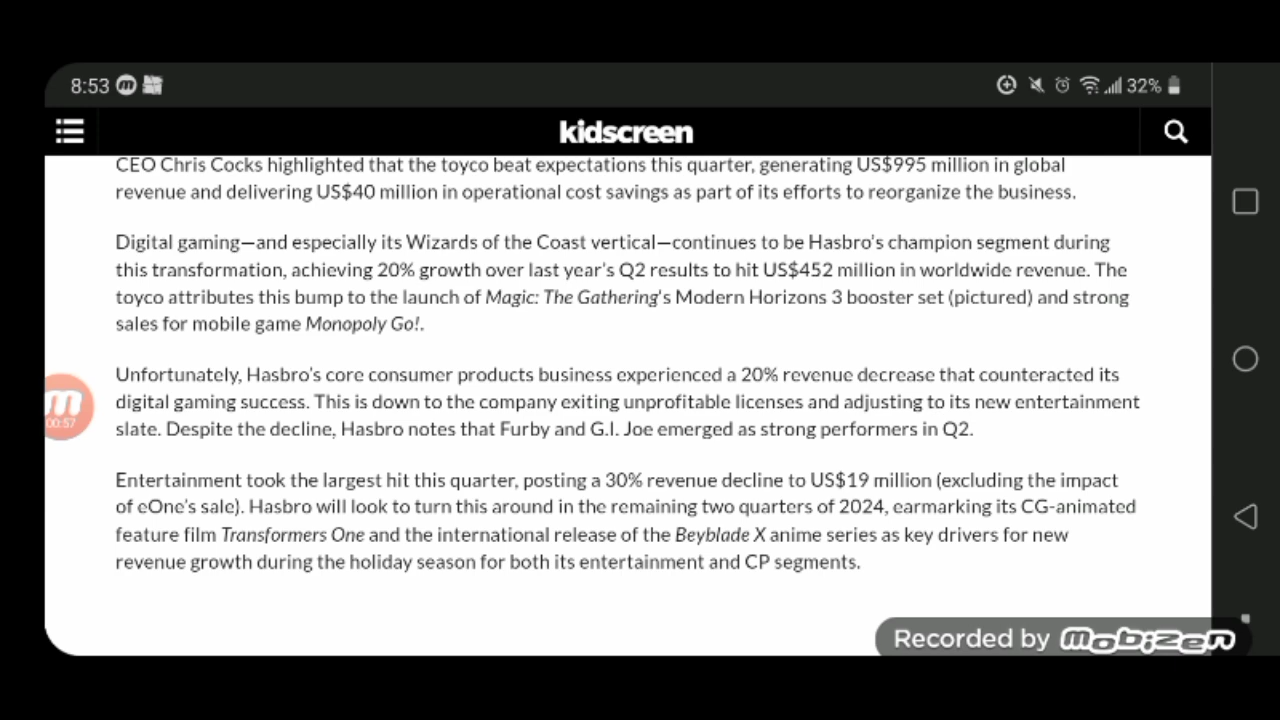 8:53
32%
kidscreen
CEO Chris Cocks highlighted that the toyco beat expectations this quarter, generating US$995 million in global
revenue and delivering US$40 million in operational cost savings as part of its efforts to reorganize the business.
Digital gaming—and especially its Wizards of the Coast vertical—continues to be Hasbro's champion segment during
this transformation, achieving 20% growth over last year's Q2 results to hit US$452 million in worldwide revenue. The
toyco attributes this bump to the launch of Magic: The Gathering's Modern Horizons 3 booster set (pictured) and strong
sales for mobile game Monopoly Go!.
Unfortunately, Hasbro's core consumer products business experienced a 20% revenue decrease that counteracted its
digital gaming success. This is down to the company exiting unprofitable licenses and adjusting to its new entertainment
slate. Despite the decline, Hasbro notes that Furby and G.I. Joe emerged as strong performers in Q2.
00:57
Entertainment took the largest hit this quarter, posting a 30% revenue decline to US$19 million (excluding the impact
of eOne's sale). Hasbro will look to turn this around in the remaining two quarters of 2024, earmarking its CG-animated
feature film Transformers One and the international release of the Beyblade X anime series as key drivers for new
revenue growth during the holiday season for both its entertainment and CP segments.
Recorded by mobizen